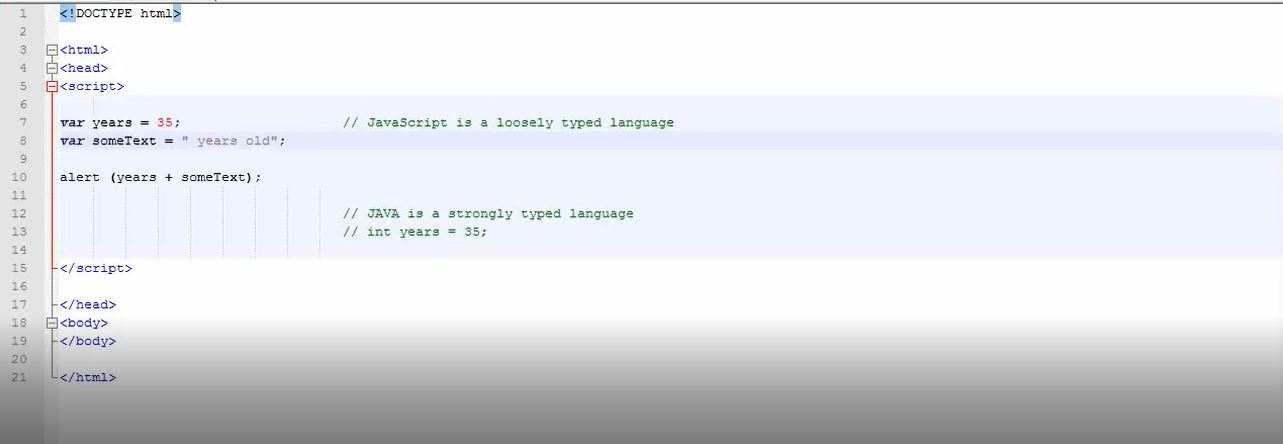 1 <!DOCTYPE html>
2
3 <html>
4 <head>
5 <script>
6
7 var years = 35; // JavaScript is a loosely typed language
8 var someText = " years old";
9
10 alert (years + someText);
11
12 // JAVA is a strongly typed language
13 // int years = 35;
14
15 </script>
16
17 </head>
18 <body>
19 </body>
20
21 </html>